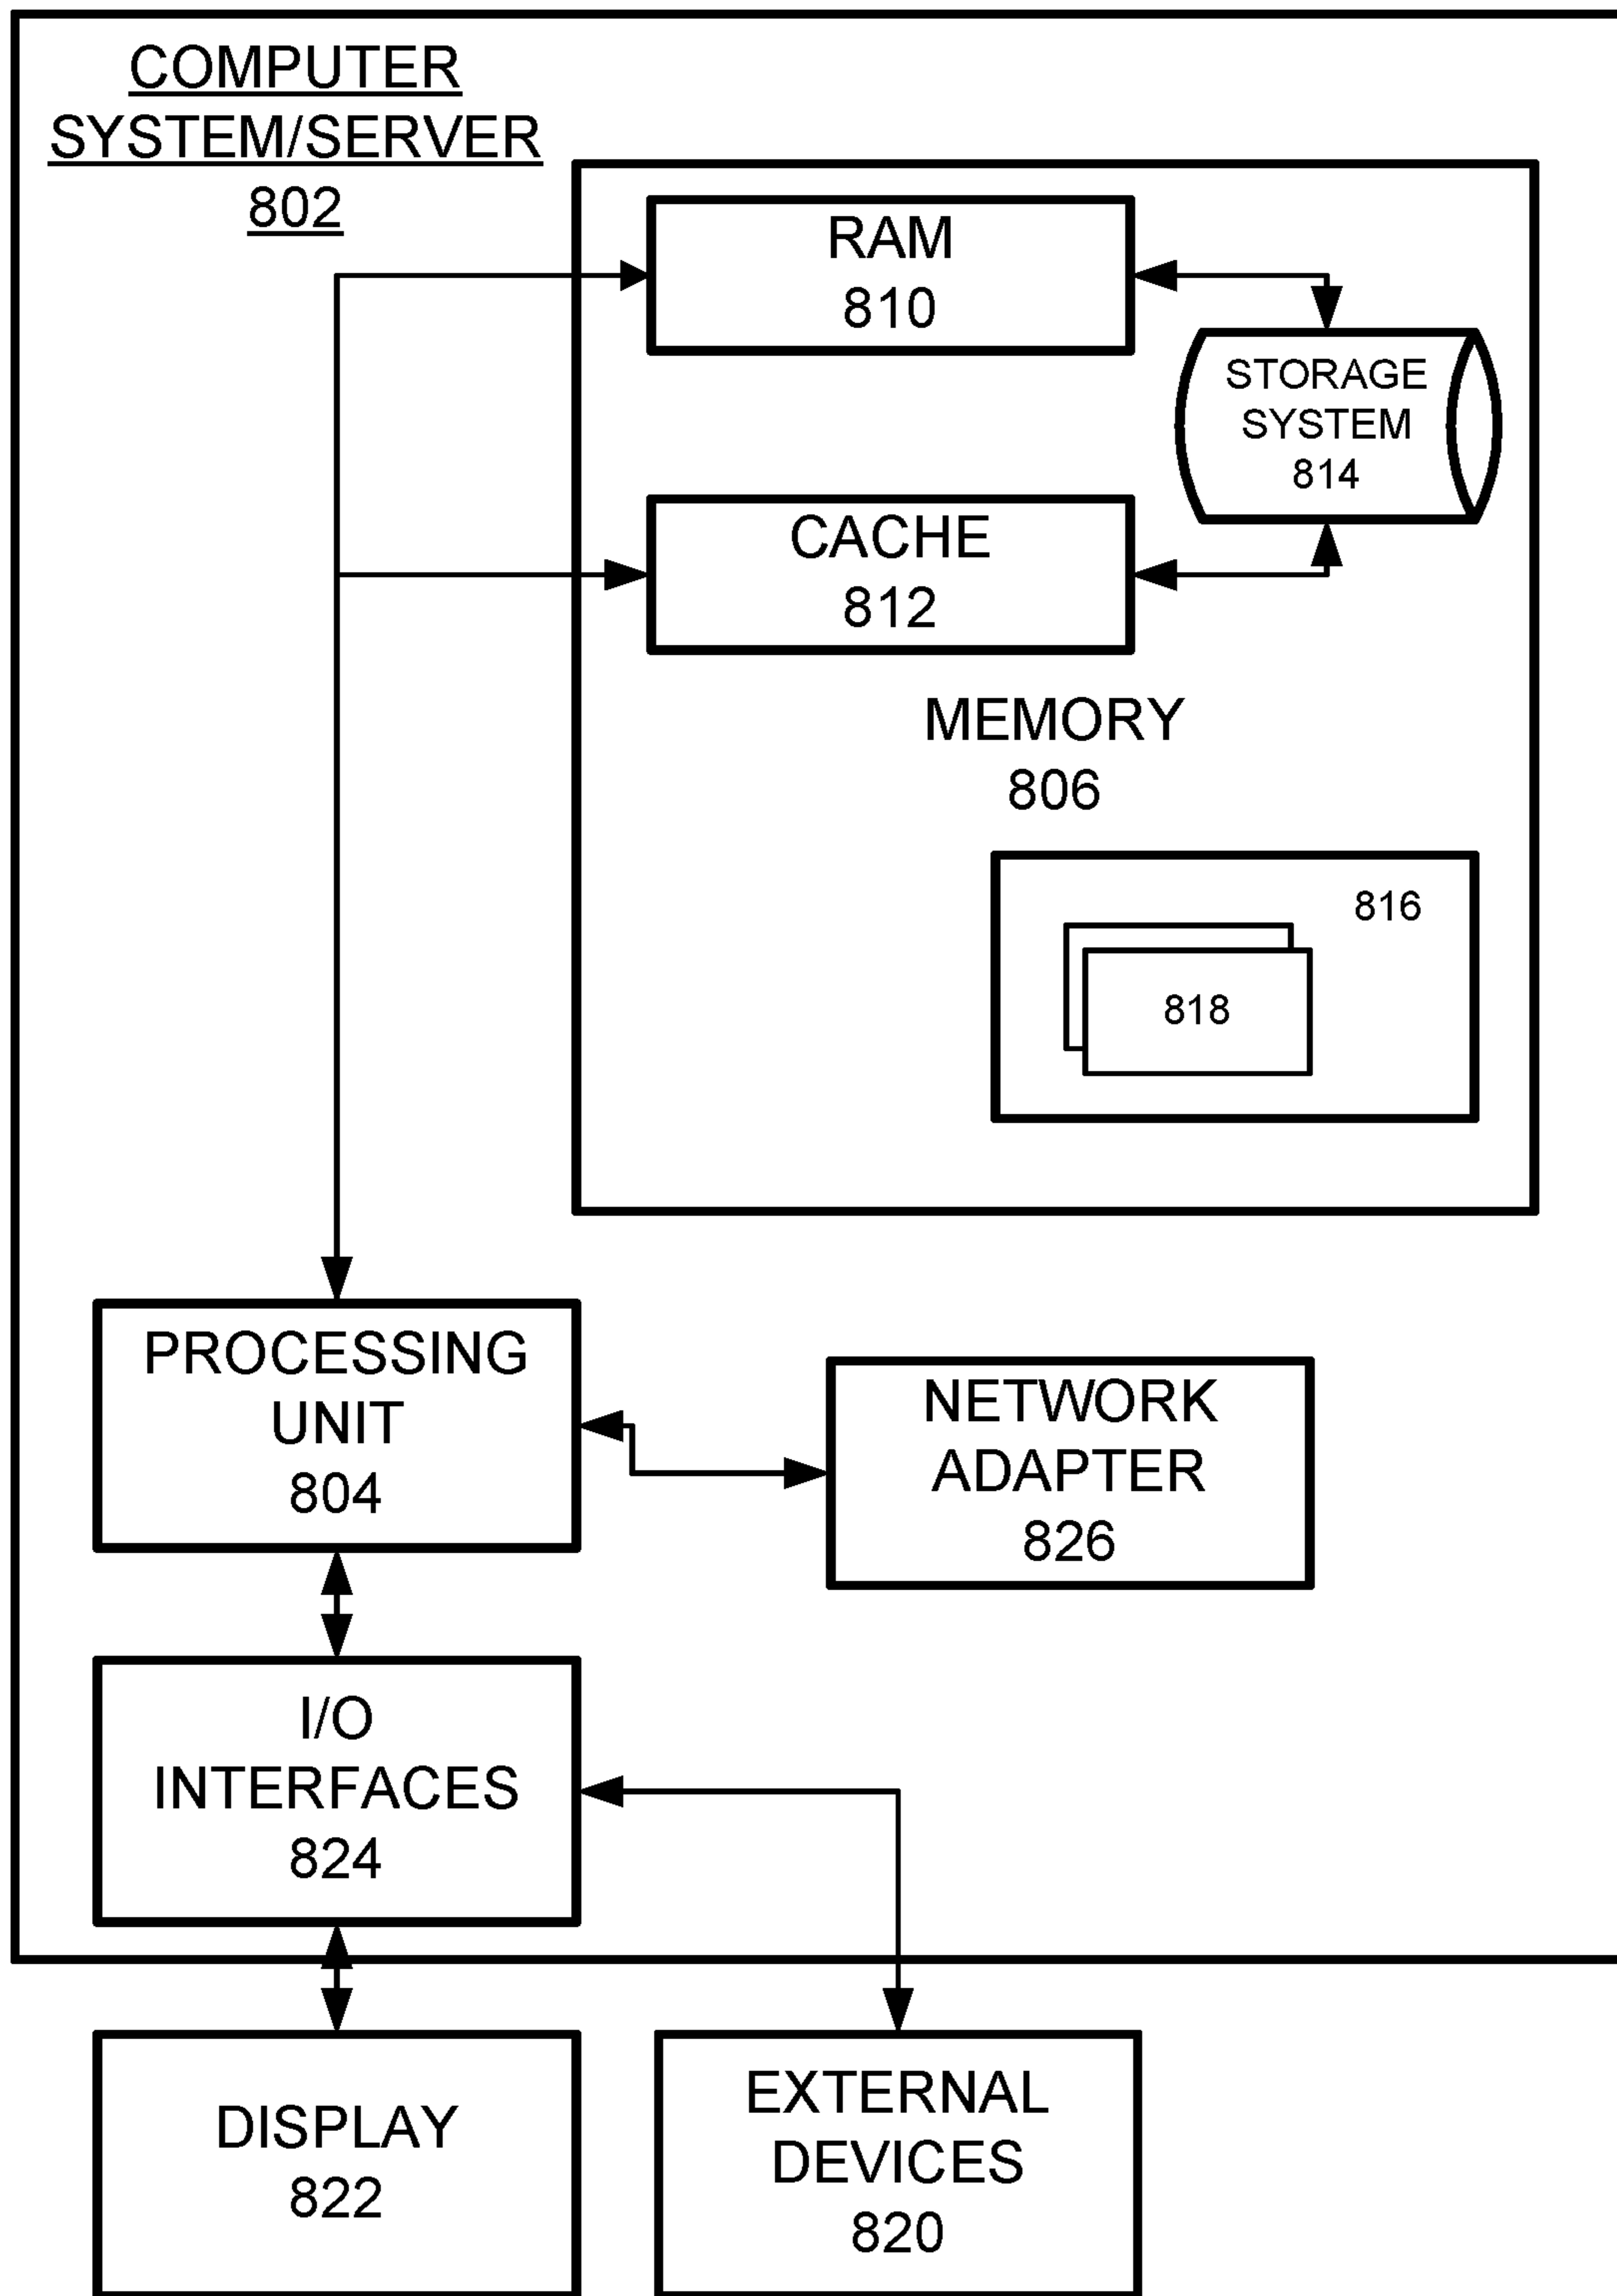 COMPUTER
SYSTEM/SERVER
802
RAM
810
STORAGE
SYSTEM
814
CACHE
812
MEMORY
806
816
818
PROCESSING
UNIT
804
NETWORK
ADAPTER
826
I/O
INTERFACES
824
DISPLAY
822
EXTERNAL
DEVICES
820